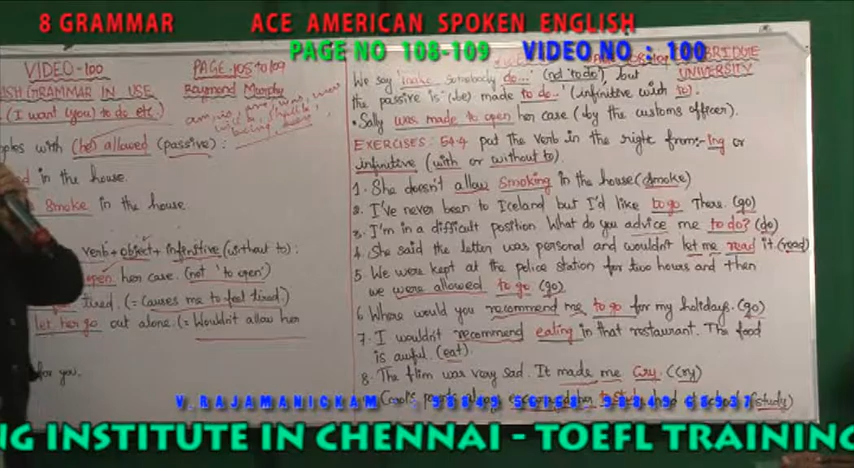 8 GRAMMAR ACE AMERICAN SPOKEN ENGLISH
PAGE NO 108-109 VIDEO NO : 100
VIDEO-100 PAGE-108 to 109
GRAMMAR IN USE Raymond Murphy
(I want you) to do etc.
with (he) allowed (passive) :
in the house.
Smoke in the house
verb+object+infinitive (without to) :
open her case. (not 'to open')
tired. (= causes me to feel tired.)
let her go out alone (= Wouldn't allow her
for you.
BRIDGE
UNIVERSITY
We say 'make somebody do...' (not 'to do'), but
the passive is '(be) made to do...' (infinitive with to).
• Sally was made to open her case (by the customs officer).
EXERCISES : 54.4 put the verb in the right from:- ing or
infinitive (with or without to).
1. She doesn't allow smoking in the house (smoke)
2. I've never been to Iceland but I'd like to go There. (go)
3. I'm in a difficult position What do you advice me to do? (do)
4. She said the letter was personal and wouldn't let me read it (read)
5. We were kept at the police station for two hours and then
we were allowed to go (go)
6. Where would you recommend me to go for my holidays. (go)
7. I wouldn't recommend eating in that restaurant. The food
is awful. (eat).
8. The flim was very sad. It made me Cry. (Cry)
Carol's (study)
V. RAJAMANICKAM
NG INSTITUTE IN CHENNAI - TOEFL TRAINING